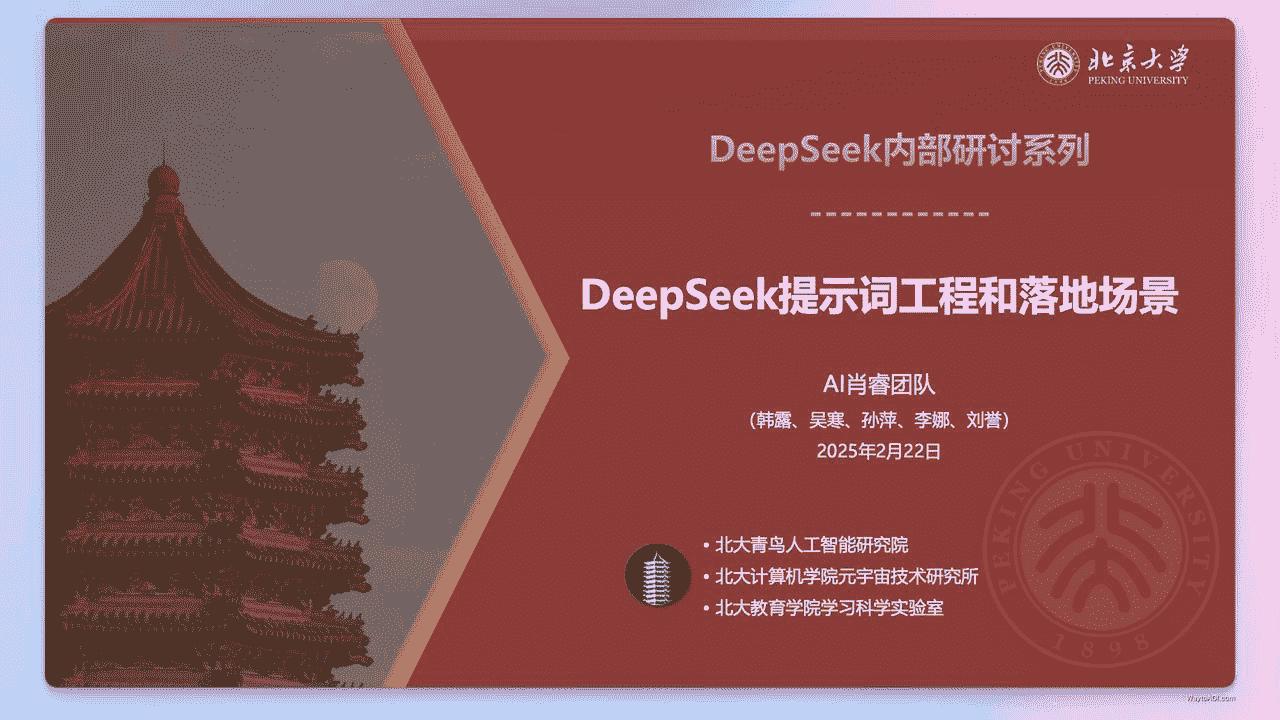 北京大学
PEKING UNIVERSITY
DeepSeek内部研讨系列
DeepSeek提示词工程和落地场景
AI肖睿团队
（韩露、吴寒、孙萍、李娜、刘誉）
2025年2月22日
• 北大青鸟人工智能研究院
• 北大计算机学院元宇宙技术研究所
• 北大教育学院学习科学实验室
PEKING UNIVERSITY
1898
WaytoAGI.com